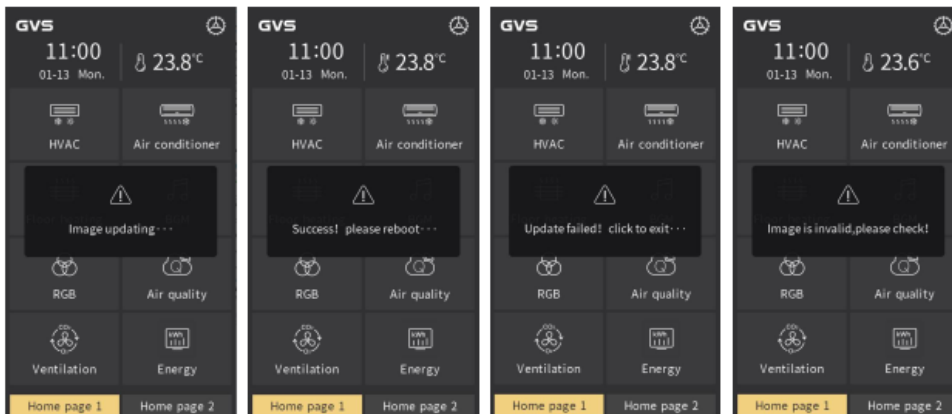 GVS
11:00
01-13 Mon.
23.8℃
HVAC
Air conditioner
Image updating···
RGB
Air quality
Ventilation
Energy
Home page 1
Home page 2
GVS
11:00
01-13 Mon.
23.8℃
HVAC
Air conditioner
Success! please reboot···
RGB
Air quality
Ventilation
Energy
Home page 1
Home page 2
GVS
11:00
01-13 Mon.
23.8℃
HVAC
Air conditioner
Update failed! click to exit···
RGB
Air quality
Ventilation
Energy
Home page 1
Home page 2
GVS
11:00
01-13 Mon.
23.6℃
HVAC
Air conditioner
Image is invalid,please check!
RGB
Air quality
Ventilation
Energy
Home page 1
Home page 2